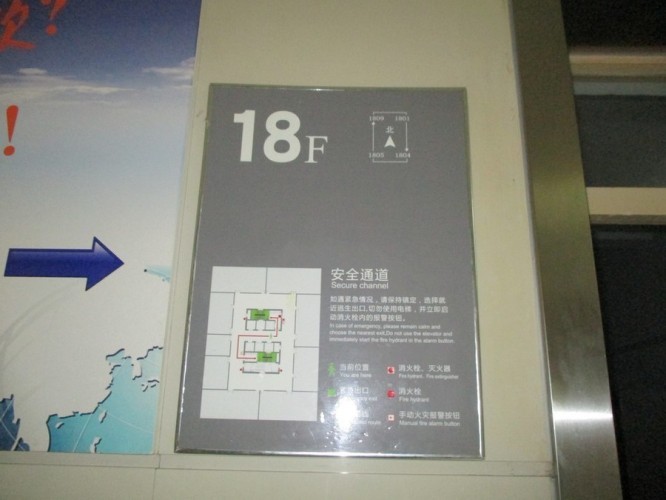 次?
!
18F
1809 1801
北
1805 1804
安全通道
Secure channel
如遇紧急情况，请保持镇定，选择就
近逃生出口,切勿使用电梯，并立即启
动消火栓内的报警按钮。
In case of emergency, please remain calm and
choose the nearest exit.Do not use the elevator and
immediately start the fire hydrant in the alarm button
当前位置
You are here
消火栓、灭火器
Fire hydrant、Fire extinguisher
出口
exit
消火栓
Fire hydrant
route
手动火灾报警按钮
Manual fire alarm button